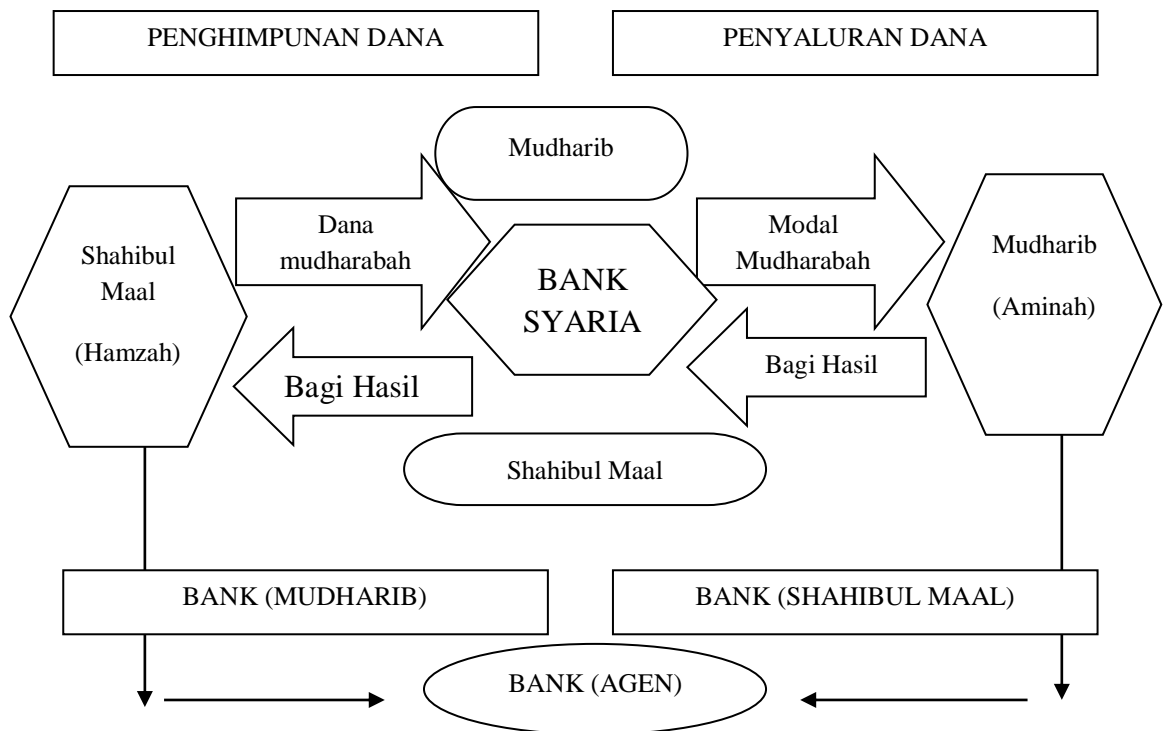 PENGHIMPUNAN DANA
PENYALURAN DANA
Mudharib
Dana
mudharabah
Modal
Mudharabah
Shahibul
Maal
(Hamzah)
BANK
SYARIA
Mudharib
(Aminah)
Bagi Hasil
Bagi Hasil
Shahibul Maal
BANK (MUDHARIB)
BANK (SHAHIBUL MAAL)
BANK (AGEN)